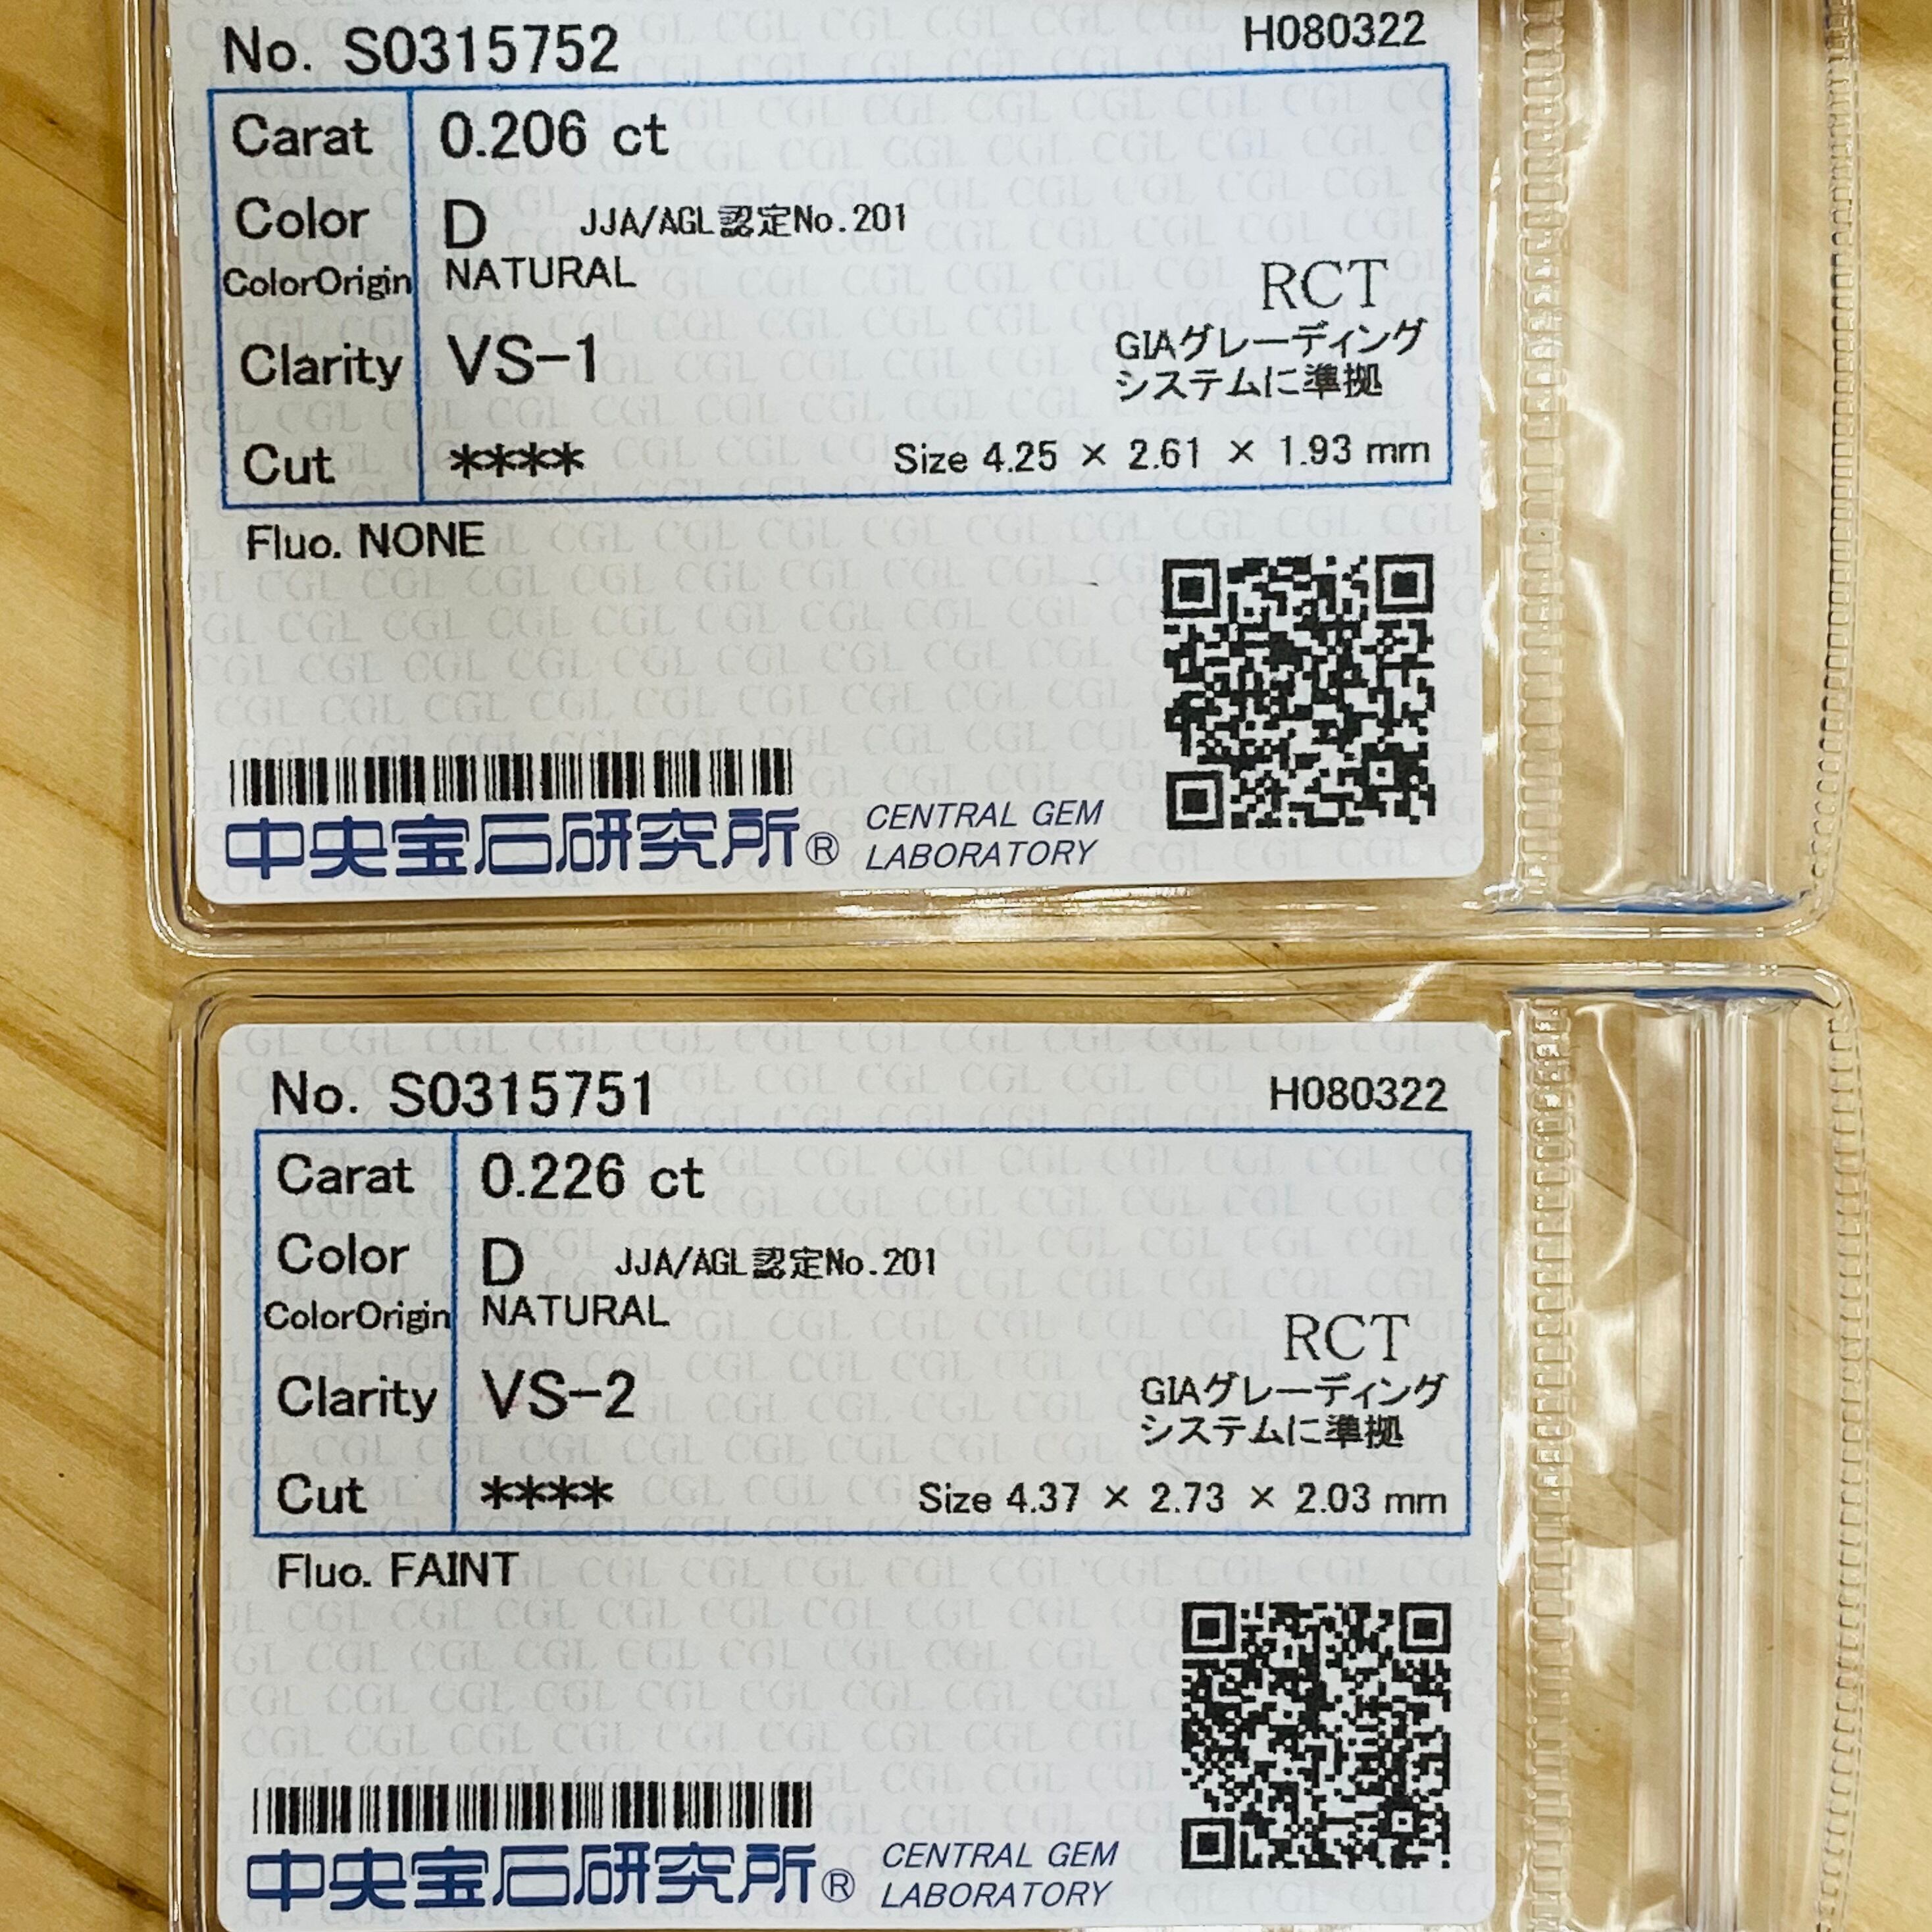 No. S0315752 H080322
Carat 0.206 ct
Color D JJA/AGL認定No.201
ColorOrigin NATURAL
RCT
Clarity VS-1
GIAグレーディング
システムに準拠
Cut **** Size 4.25 × 2.61 × 1.93 mm
Fluo. NONE
中央宝石研究所® CENTRAL GEM
LABORATORY
No. S0315751 H080322
Carat 0.226 ct
Color D JJA/AGL認定No.201
ColorOrigin NATURAL
RCT
Clarity VS-2
GIAグレーディング
システムに準拠
Cut **** Size 4.37 × 2.73 × 2.03 mm
Fluo. FAINT
中央宝石研究所® CENTRAL GEM
LABORATORY